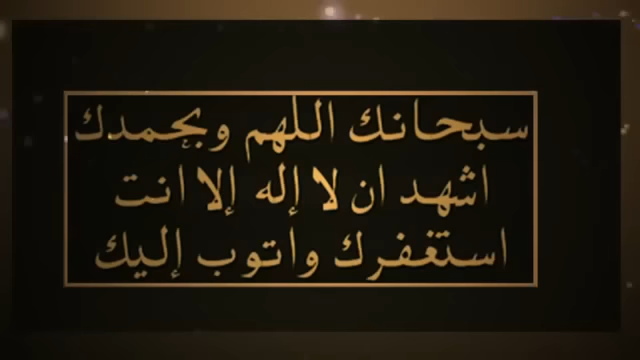 سبحانك اللهم وبحمدك
اشهد ان لا إله إلا انت
استغفرك واتوب إليك